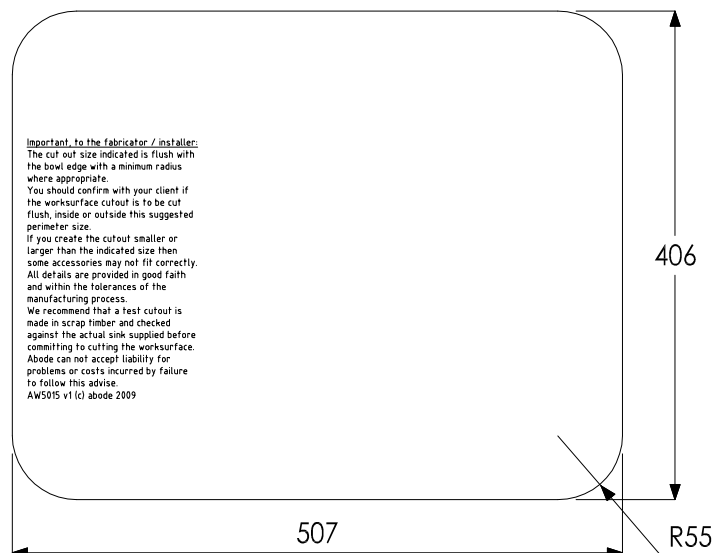 Important, to the fabricator / installer:
The cut out size indicated is flush with
the bowl edge with a minimum radius
where appropriate.
You should confirm with your client if
the worksurface cutout is to be cut
flush, inside or outside this suggested
perimeter size.
If you create the cutout smaller or
larger than the indicated size then
some accessories may not fit correctly.
All details are provided in good faith
and within the tolerances of the
manufacturing process.
We recommend that a test cutout is
made in scrap timber and checked
against the actual sink supplied before
committing to cutting the worksurface.
Abode can not accept liability for
problems or costs incurred by failure
to follow this advise.
AW5015 v1 (c) abode 2009
406
507
R55